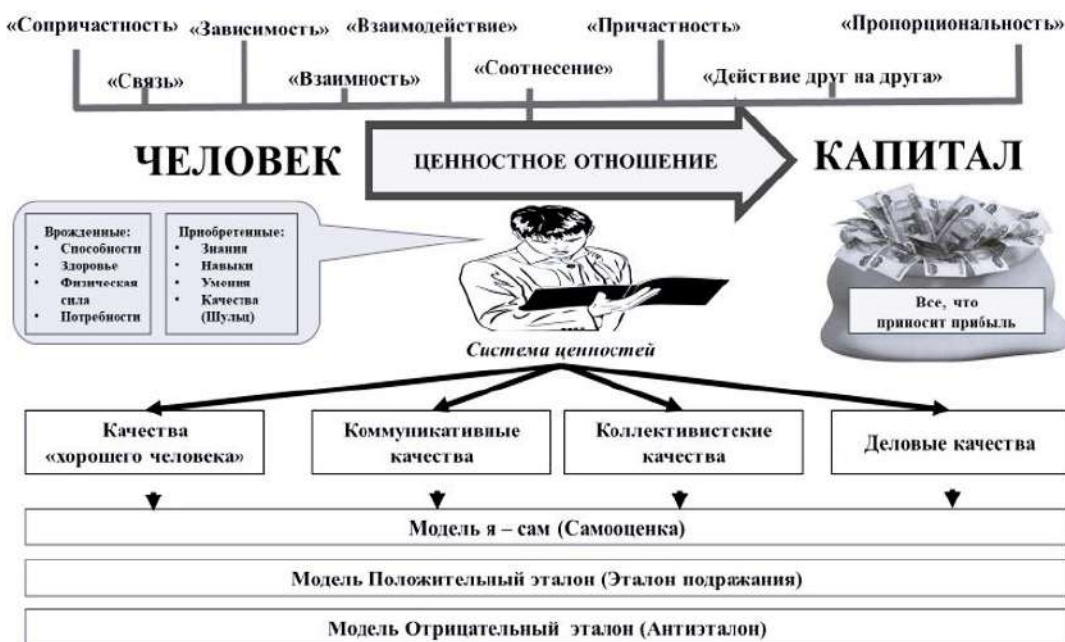 «Сопричастность» «Зависимость» «Взаимодействие» «Причастность» «Пропорциональность»
«Связь» «Взаимность» «Соотнесение» «Действие друг на друга»
ЧЕЛОВЕК ЦЕННОСТНОЕ ОТНОШЕНИЕ КАПИТАЛ
Врожденные:
• Способности
• Здоровье
• Физическая
сила
• Потребности
Приобретенные:
• Знания
• Навыки
• Умения
• Качества
(Шульц)
Все, что
приносит прибыль
Система ценностей
Качества
«хорошего человека»
Коммуникативные
качества
Коллективистские
качества
Деловые качества
Модель я – сам (Самооценка)
Модель Положительный эталон (Эталон подражания)
Модель Отрицательный эталон (Антиэталон)